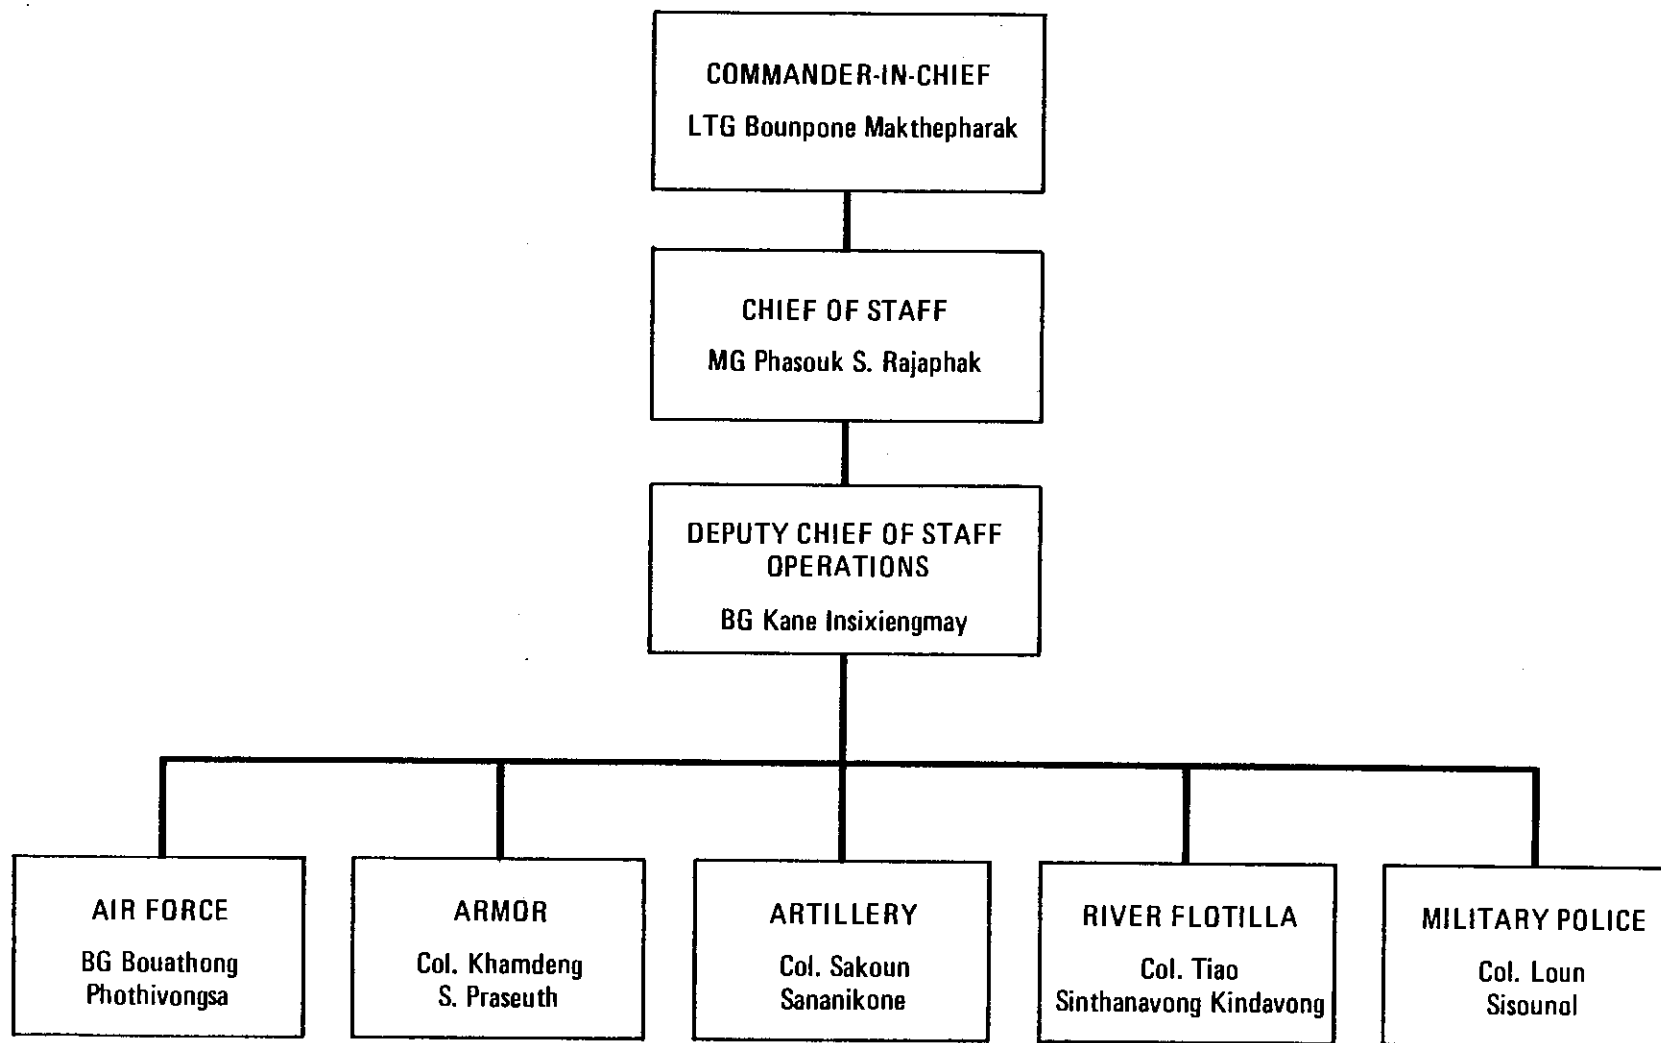 COMMANDER-IN-CHIEF
LTG Bounpone Makthepharak
CHIEF OF STAFF
MG Phasouk S. Rajaphak
DEPUTY CHIEF OF STAFF
OPERATIONS
BG Kane Insixiengmay
AIR FORCE
BG Bouathong
Phothivongsa
ARMOR
Col. Khamdeng
S. Praseuth
ARTILLERY
Col. Sakoun
Sananikone
RIVER FLOTILLA
Col. Tiao
Sinthanavong Kindavong
MILITARY POLICE
Col. Loun
Sisounol